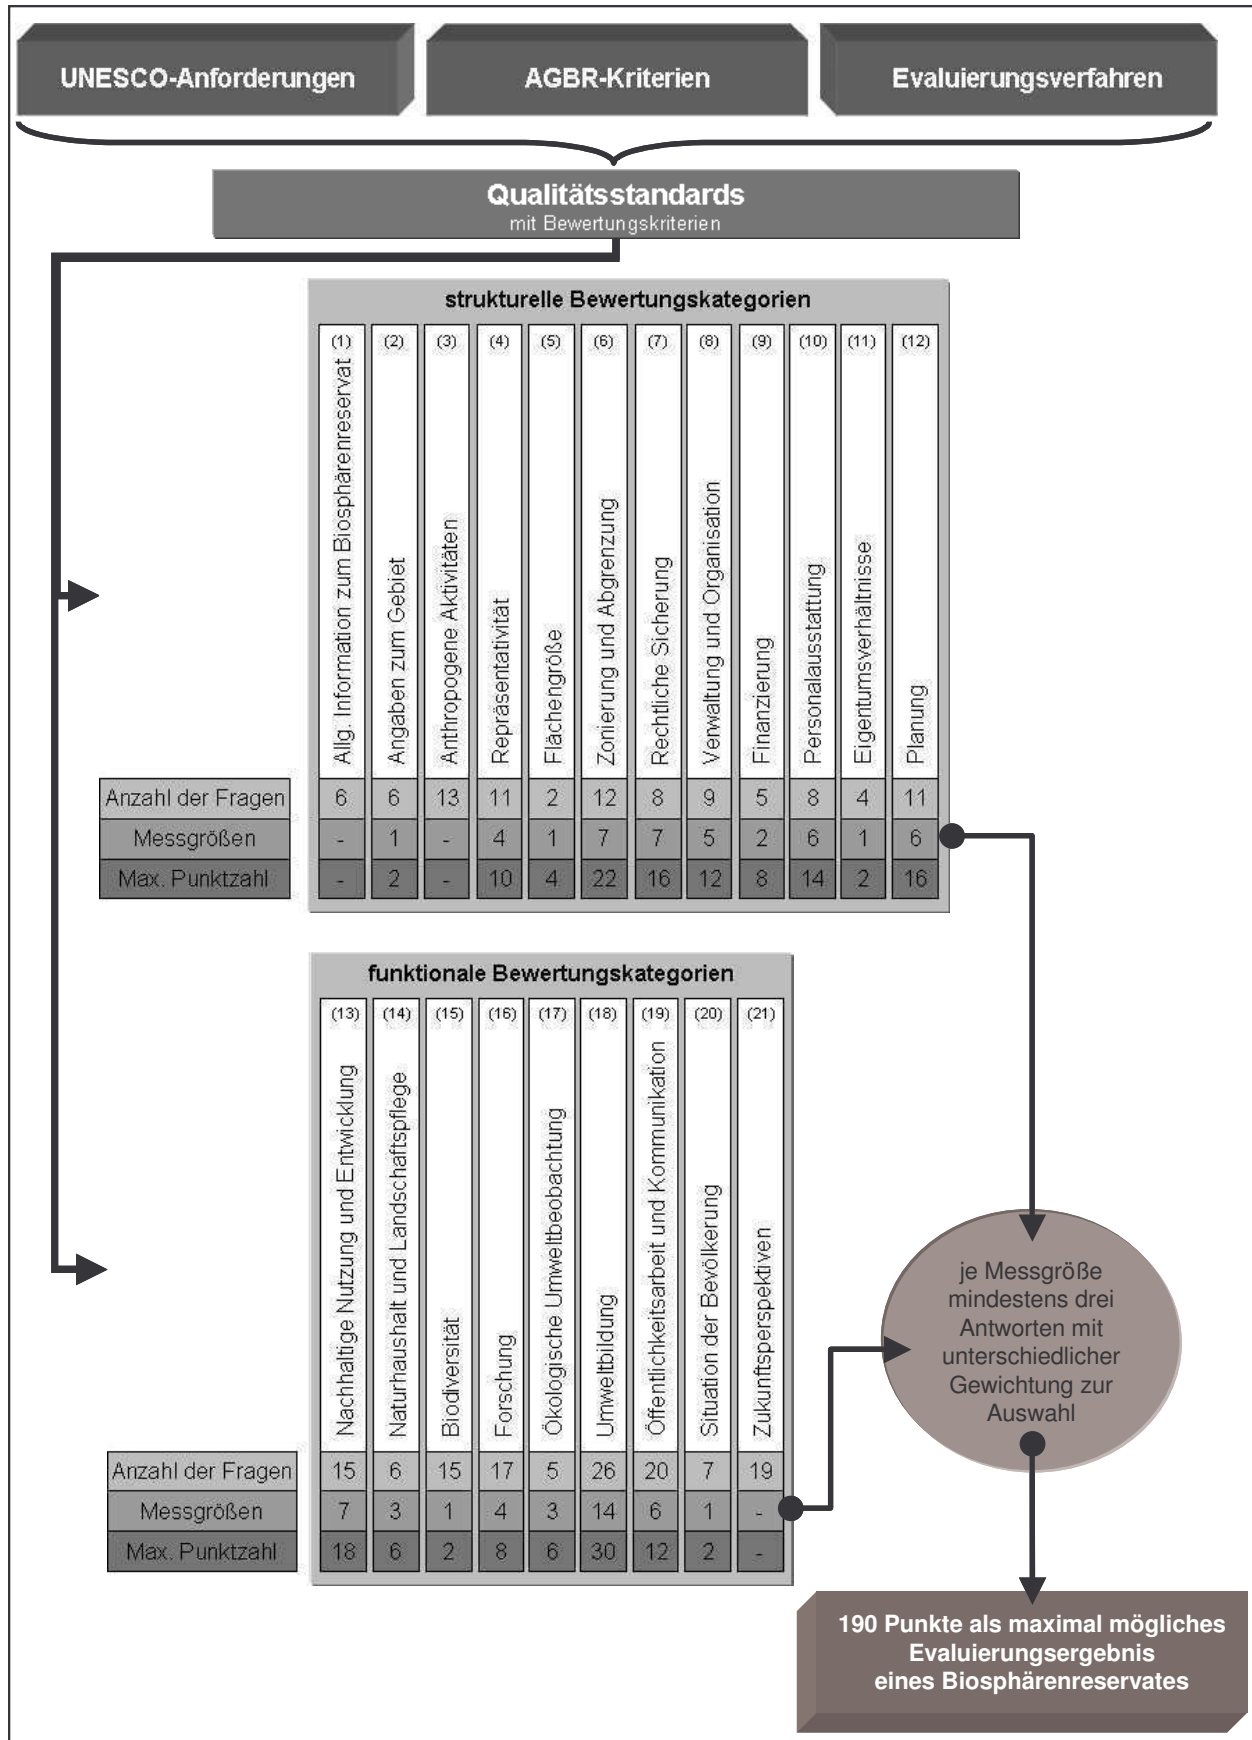 UNESCO-Anforderungen
AGBR-Kriterien
Evaluierungsverfahren
Qualitätsstandards
mit Bewertungskriterien
strukturelle Bewertungskategorien
(1) (2) (3) (4) (5) (6) (7) (8) (9) (10) (11) (12)
Allg. Information zum Biosphärenreservat
Angaben zum Gebiet
Anthropogene Aktivitäten
Repräsentativität
Flächengröße
Zonierung und Abgrenzung
Rechtliche Sicherung
Verwaltung und Organisation
Finanzierung
Personalausstattung
Eigentumsverhältnisse
Planung
Anzahl der Fragen 6 6 13 11 2 12 8 9 5 8 4 11
Messgrößen - 1 - 4 1 7 7 5 2 6 1 6
Max. Punktzahl - 2 - 10 4 22 16 12 8 14 2 16
funktionale Bewertungskategorien
(13) (14) (15) (16) (17) (18) (19) (20) (21)
Nachhaltige Nutzung und Entwicklung
Naturhaushalt und Landschaftspflege
Biodiversität
Forschung
Ökologische Umweltbeobachtung
Umweltbildung
Öffentlichkeitsarbeit und Kommunikation
Situation der Bevölkerung
Zukunftsperspektiven
Anzahl der Fragen 15 6 15 17 5 26 20 7 19
Messgrößen 7 3 1 4 3 14 6 1 -
Max. Punktzahl 18 6 2 8 6 30 12 2 -
je Messgröße
mindestens drei
Antworten mit
unterschiedlicher
Gewichtung zur
Auswahl
190 Punkte als maximal mögliches
Evaluierungsergebnis
eines Biosphärenreservates